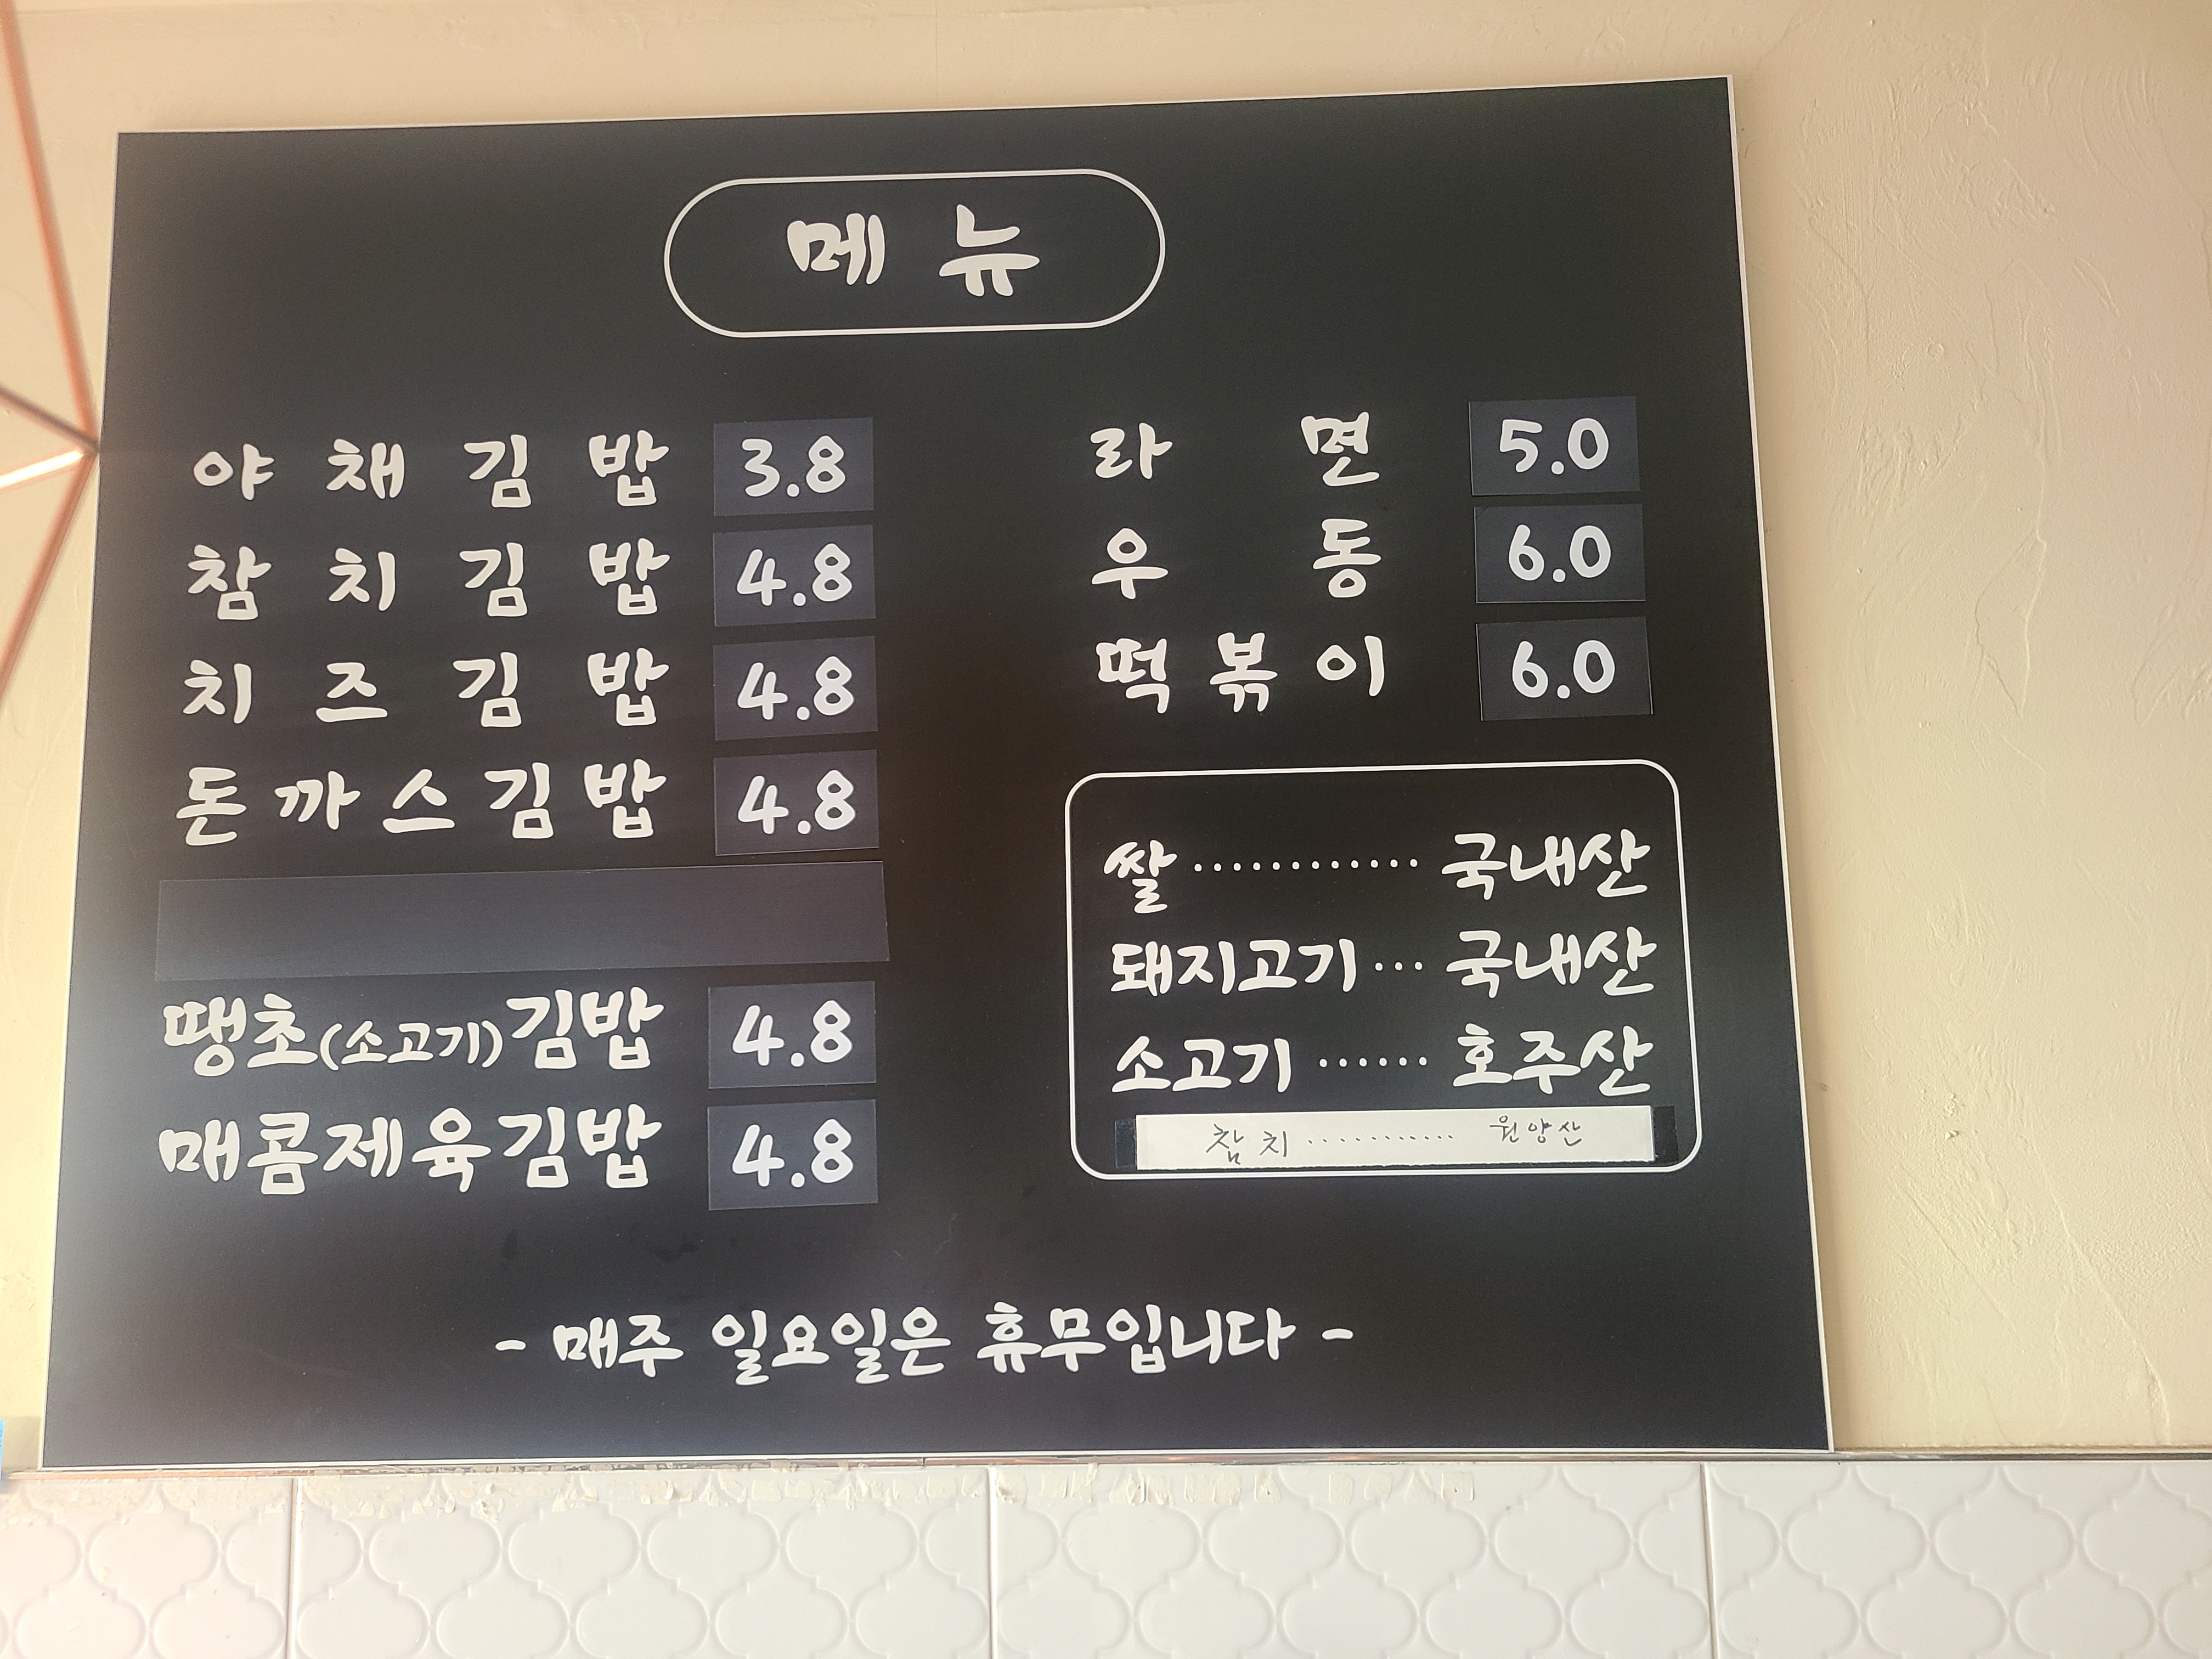 메뉴
야채김밥 3.8
참치김밥 4.8
치즈김밥 4.8
돈까스김밥 4.8
땡초(소고기)김밥 4.8
매콤제육김밥 4.8
라면 5.0
우동 6.0
떡볶이 6.0
쌀 ············ 국내산
돼지고기 ··· 국내산
소고기 ······ 호주산
참치 ··········· 원양산
- 매주 일요일은 휴무입니다 -